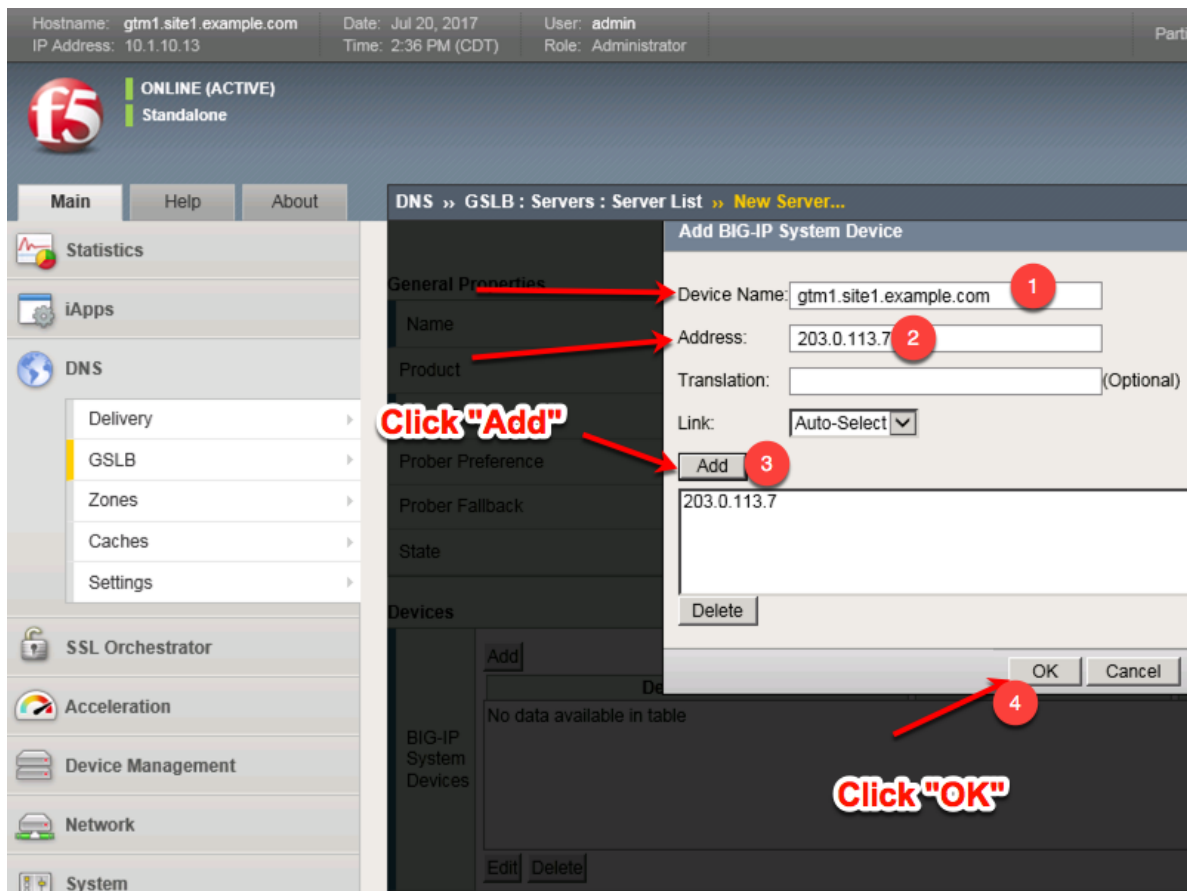 Hostname: gtm1.site1.example.com Date: Jul 20, 2017 User: admin
IP Address: 10.1.10.13 Time: 2:36 PM (CDT) Role: Administrator
Parti
f5
ONLINE (ACTIVE)
Standalone
Main Help About
Statistics
iApps
DNS
Delivery
GSLB
Zones
Caches
Settings
SSL Orchestrator
Acceleration
Device Management
Network
System
DNS ›› GSLB : Servers : Server List ›› New Server...
General Properties
Name
Product
Prober Preference
Prober Fallback
State
Devices
BIG-IP
System
Devices
Add
De
No data available in table
Edit Delete
Add BIG-IP System Device
Device Name: gtm1.site1.example.com 1
Address: 203.0.113.7 2
Translation: (Optional)
Link: Auto-Select
Click "Add"
Add 3
203.0.113.7
Delete
OK Cancel
4
Click "OK"